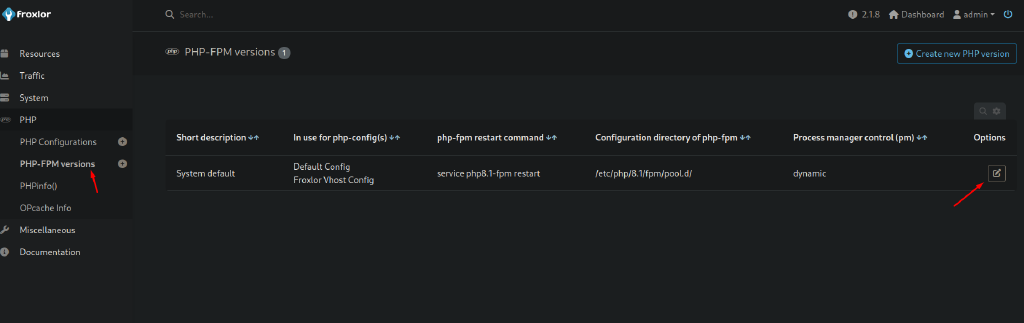 froxlor
Search...
2.1.8 Dashboard admin
Resources
Traffic
System
PHP
PHP Configurations
PHP-FPM versions
PHPinfo()
OPcache Info
Miscellaneous
Documentation
php PHP-FPM versions 1
Create new PHP version
Short description In use for php-config(s) php-fpm restart command Configuration directory of php-fpm Process manager control (pm) Options
System default Default Config service php8.1-fpm restart /etc/php/8.1/fpm/pool.d/ dynamic
Froxlor Vhost Config